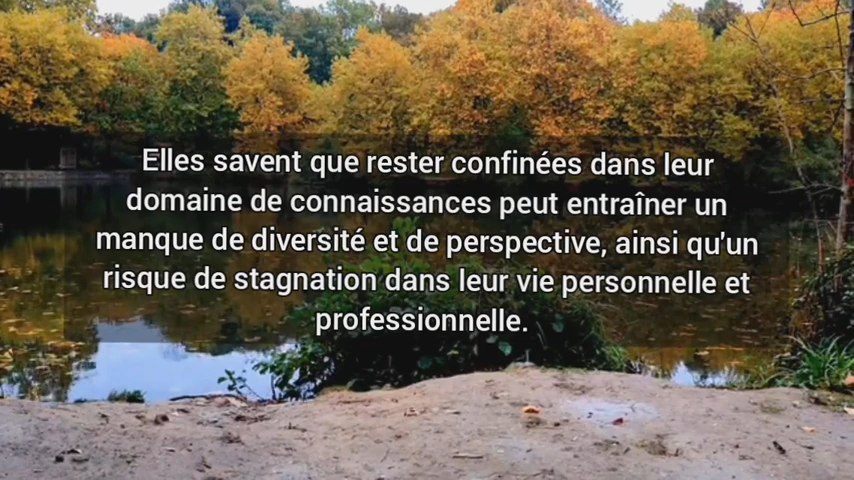 Elles savent que rester confinées dans leur
domaine de connaissances peut entraîner un
manque de diversité et de perspective, ainsi qu'un
risque de stagnation dans leur vie personnelle et
professionnelle.